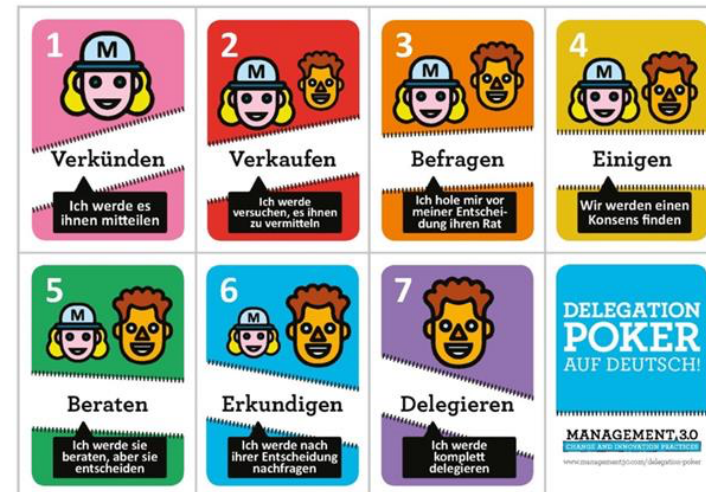 1
M
Verkünden
Ich werde es
ihnen mitteilen
2
M
Verkaufen
Ich werde
versuchen, es ihnen
zu vermitteln
3
M
Befragen
Ich hole mir vor
meiner Entschei-
dung ihren Rat
4
M
Einigen
Wir werden einen
Konsens finden
5
M
Beraten
Ich werde sie
beraten, aber sie
entscheiden
6
M
Erkundigen
Ich werde nach
ihrer Entscheidung
nachfragen
7
Delegieren
Ich werde
komplett
delegieren
DELEGATION
POKER
AUF DEUTSCH!
MANAGEMENT, 3.0
CHANGE AND INNOVATION PRACTICES
www.management30.com/delegation-poker